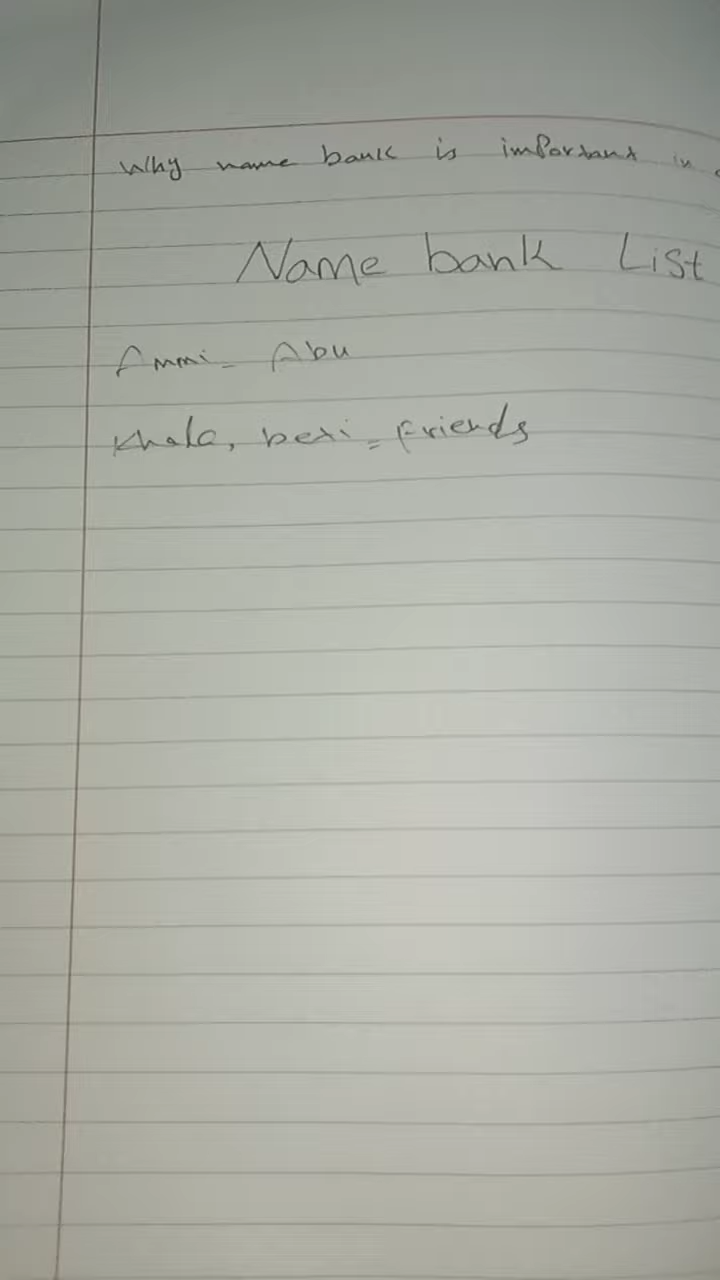 Why name bank is important in
Name bank List
Ammi - Abu
Khala, beti = friends